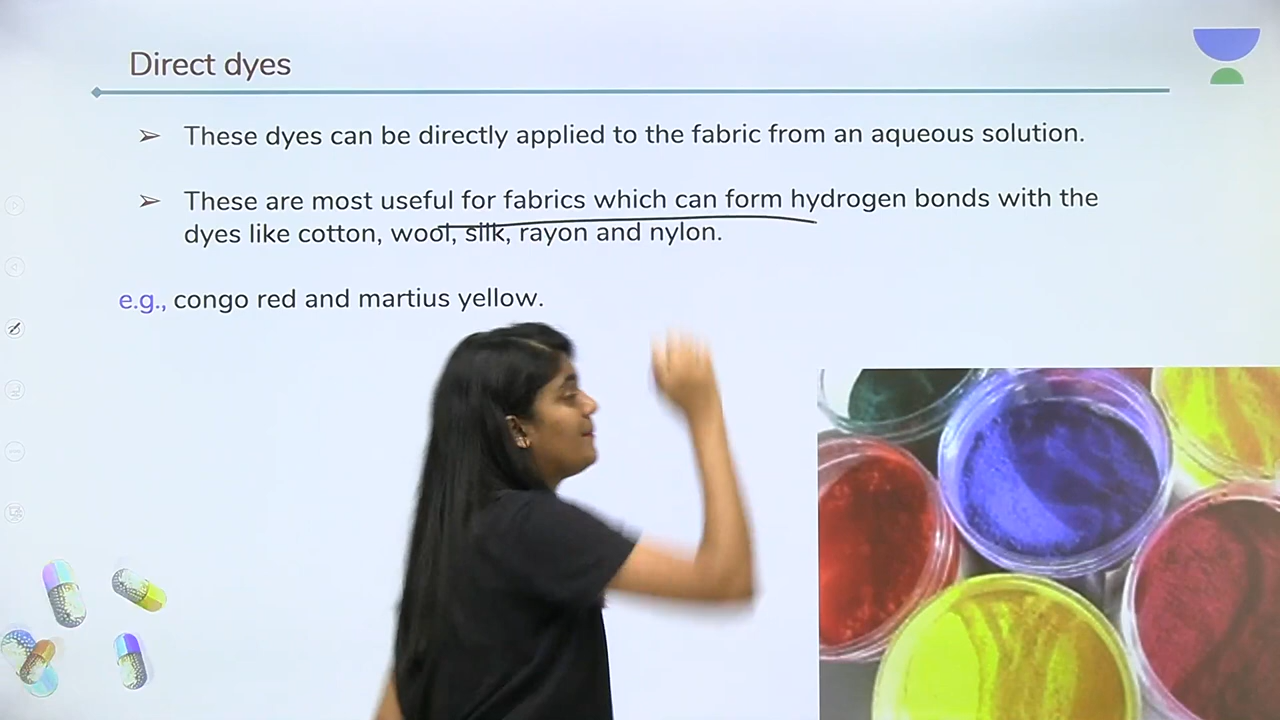 Direct dyes
➢ These dyes can be directly applied to the fabric from an aqueous solution.
➢ These are most useful for fabrics which can form hydrogen bonds with the
dyes like cotton, wool, silk, rayon and nylon.
e.g., congo red and martius yellow.